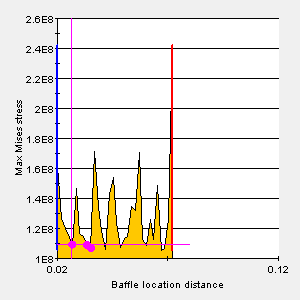 2.6E8
2.4E8
2.2E8
2E8
1.8E8
1.6E8
1.4E8
1.2E8
1E8
Max Mises stress
0.02
0.12
Baffle location distance